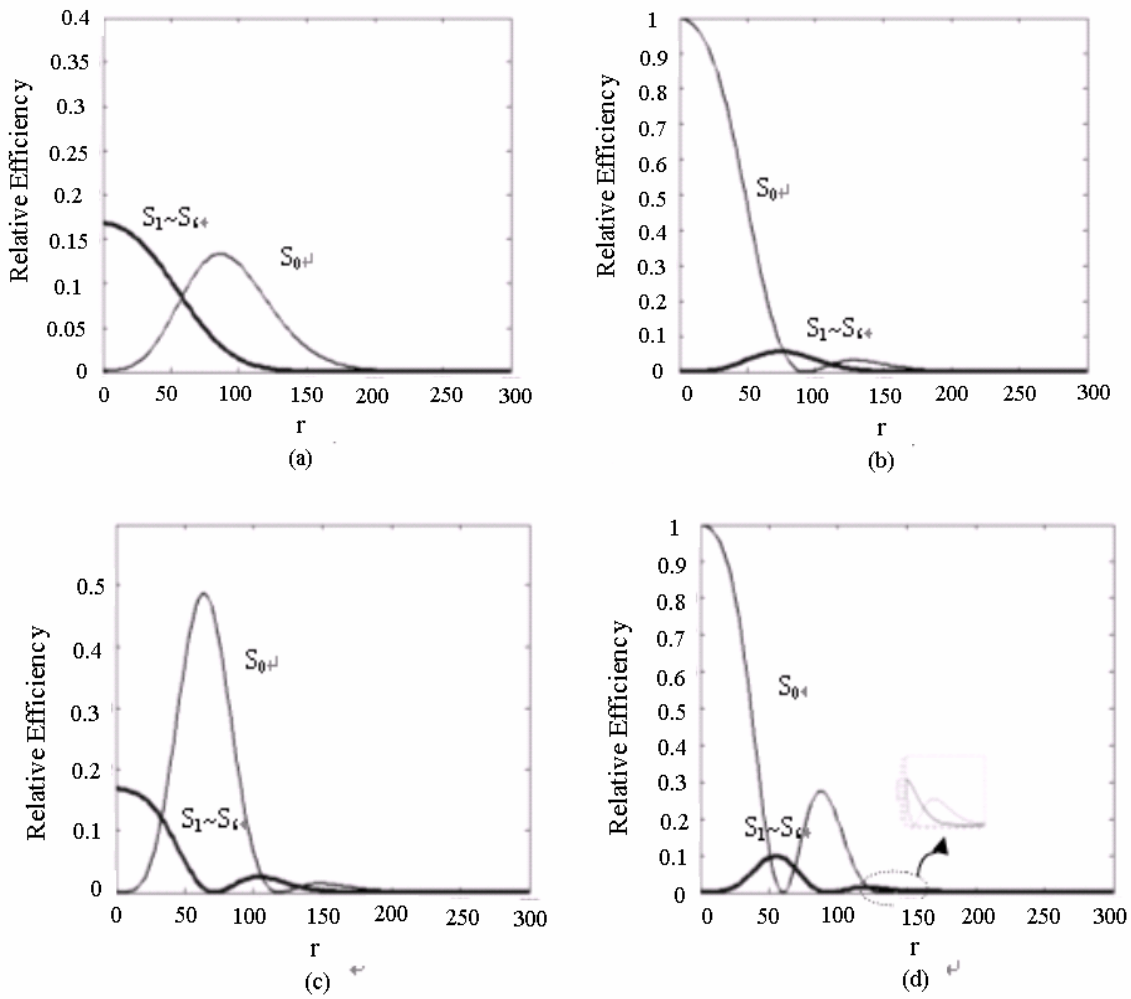 0.4
0.35
0.3
0.25
0.2
0.15
0.1
0.05
0
Relative Efficiency
S₁~S₆
S₀↵
0 50 100 150 200 250 300
r
(a)
1
0.9
0.8
0.7
0.6
0.5
0.4
0.3
0.2
0.1
0
Relative Efficiency
S₀↵
S₁~S₆
0 50 100 150 200 250 300
r
(b)
0.5
0.4
0.3
0.2
0.1
0
Relative Efficiency
S₀↵
S₁~S₆
0 50 100 150 200 250 300
r
(c) ↵
1
0.9
0.8
0.7
0.6
0.5
0.4
0.3
0.2
0.1
0
Relative Efficiency
S₀
S₁~S₆
0 50 100 150 200 250 300
r
(d) ↵